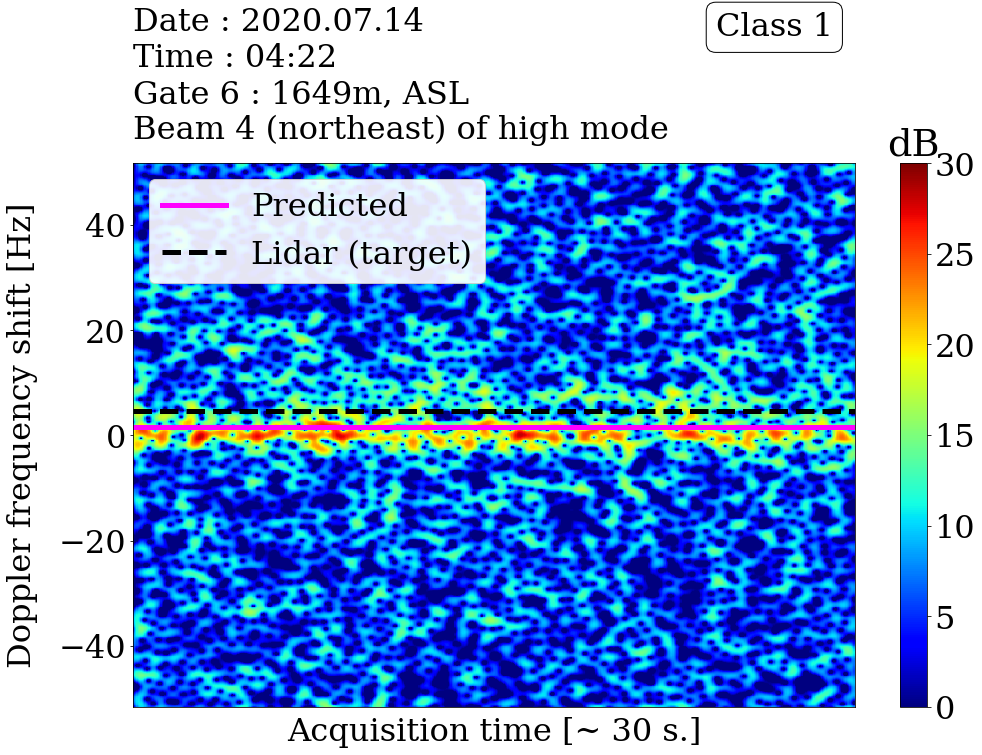 Date : 2020.07.14
Time : 04:22
Gate 6 : 1649m, ASL
Beam 4 (northeast) of high mode
Class 1
dB
Predicted
Lidar (target)
Doppler frequency shift [Hz]
40
20
0
−20
−40
30
25
20
15
10
5
0
Acquisition time [~ 30 s.]